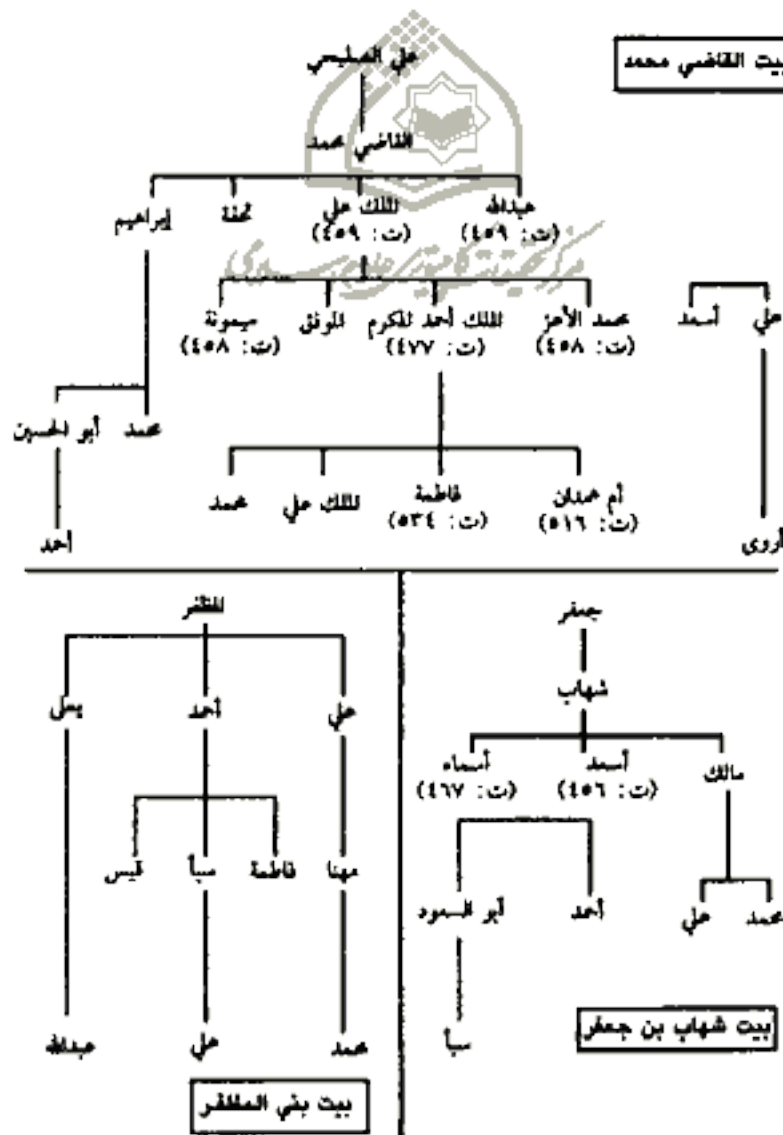 بيت القاضي محمد
علي الصليحي
القاضي محمد
عبدالله الملك علي تحفة إبراهيم
(ت: ٤٥٩) (ت: ٤٥٩)
علي أسعد
محمد الأعز الملك أحمد المكرم الموفق ميمونة
(ت: ٤٥٨) (ت: ٤٧٧) (ت: ٤٥٨)
محمد أبو الحسين
أم همدان فاطمة الملك علي محمد
(ت: ٥١٦) (ت: ٥٣٤)
أروى
أحمد
جعفر
شهاب
مالك أسعد أسماء
(ت: ٤٥٦) (ت: ٤٦٧)
محمد علي أحمد أبو السعود
سبأ
بيت شهاب بن جعفر
المظفر
علي أحمد يعلى
مهنا فاطمة سبأ قيس
محمد علي عبدالله
بيت بني المظفر